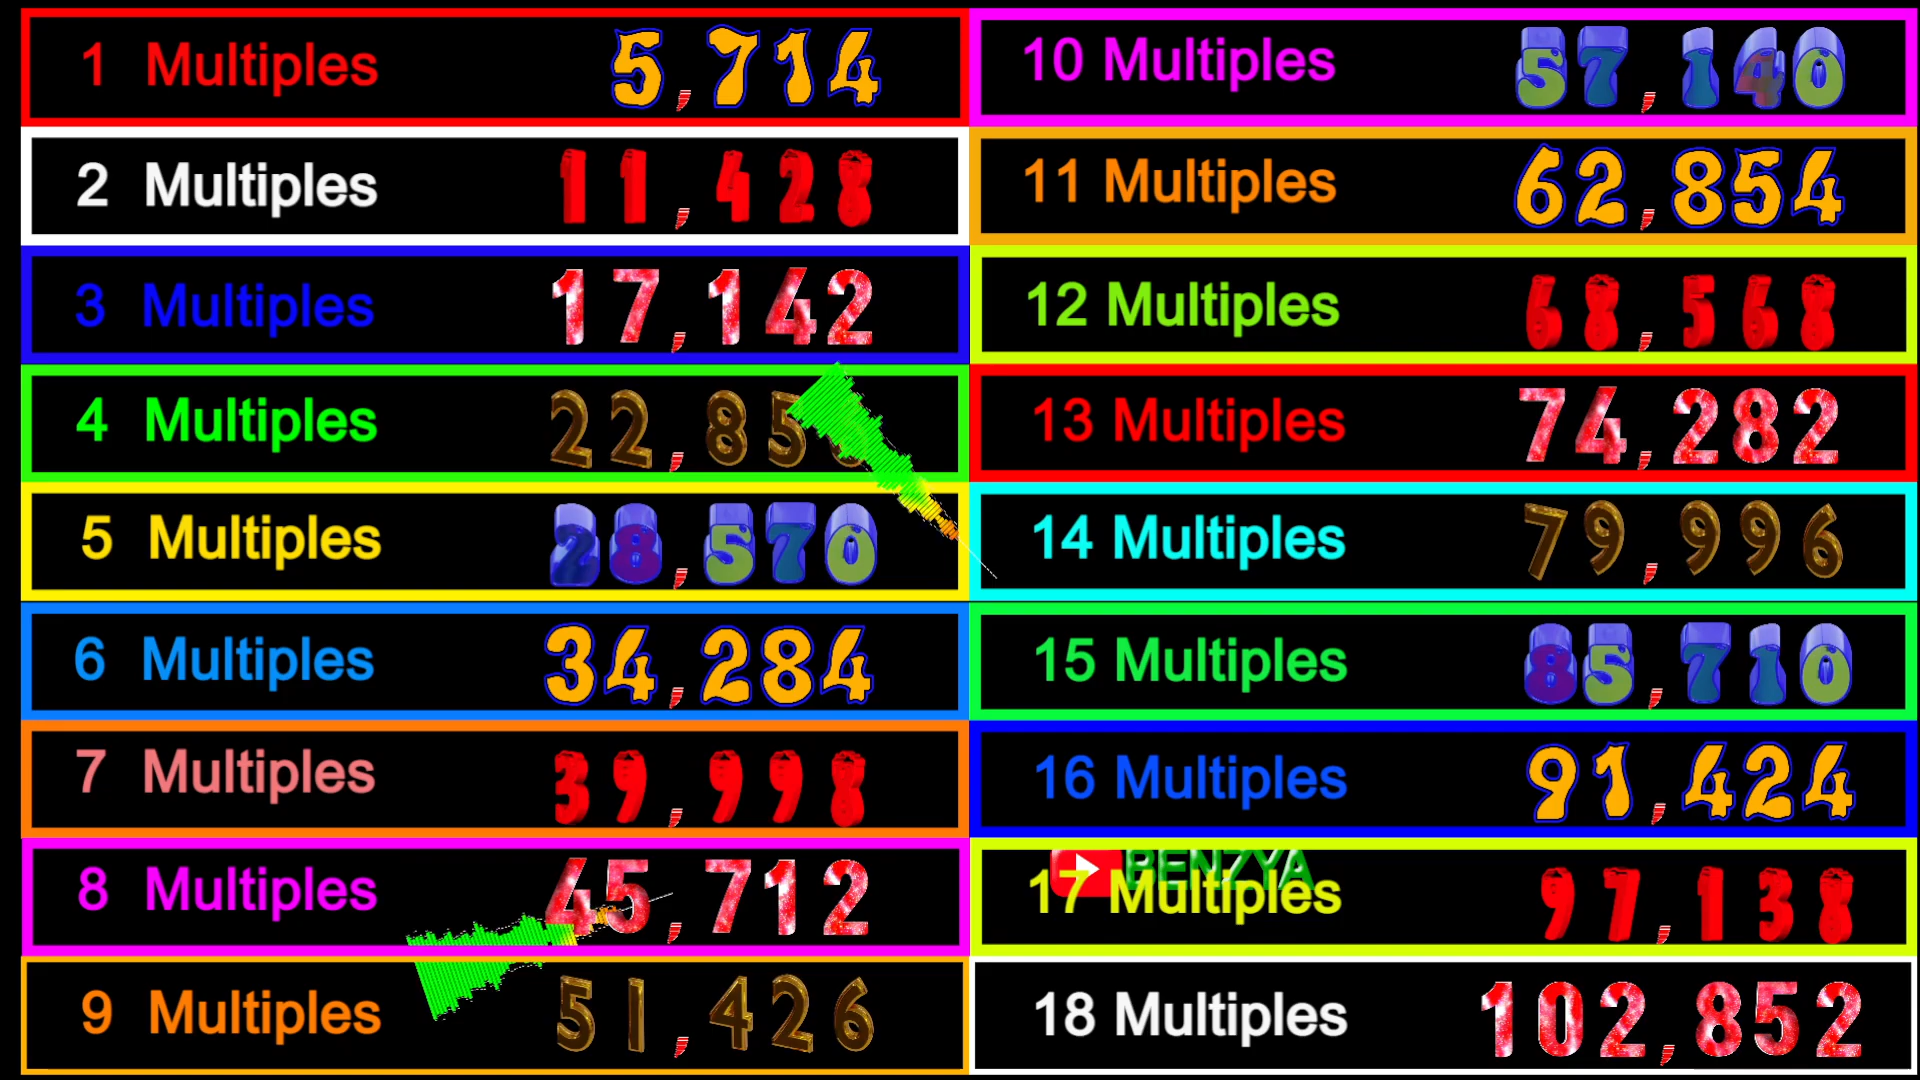 1 Multiples 5,714
2 Multiples 11,428
3 Multiples 17,142
4 Multiples 22,85
5 Multiples 28,570
6 Multiples 34,284
7 Multiples 39,998
8 Multiples 45,712
9 Multiples 51,426
10 Multiples 57,140
11 Multiples 62,854
12 Multiples 68,568
13 Multiples 74,282
14 Multiples 79,996
15 Multiples 85,710
16 Multiples 91,424
BENZYA
17 Multiples 97,138
18 Multiples 102,852